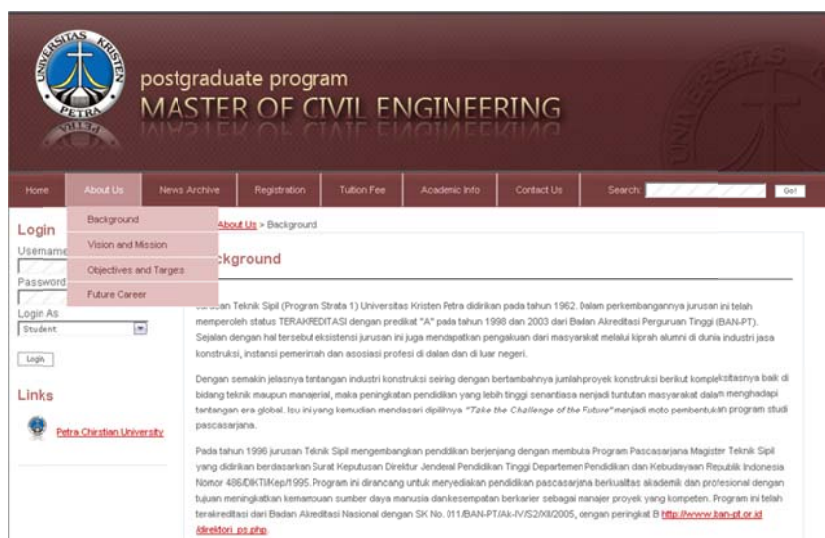 UNIVERSITAS KRISTEN
PETRA
postgraduate program
MASTER OF CIVIL ENGINEERING
Home About Us News Archive Registration Tuition Fee Academic Info Contact Us Search: Go!
Background
Vision and Mission
Objectives and Targets
Future Career
Login
Username
Password
Login As
Student
Login
Links
Petra Chirstian University
About Us > Background
ckground
Teknik Sipil (Program Strata 1) Universitas Kristen Petra didirikan pada tahun 1962. Dalam perkembangannya jurusan ini telah
memperoleh status TERAKREDITASI dengan predikat "A" pada tahun 1998 dan 2003 dari Badan Akreditasi Perguruan Tinggi (BAN-PT).
Sejalan dengan hal tersebut eksistensi jurusan ini juga mendapatkan pengakuan dari masyarakat melalui kiprah alumni di dunia industri jasa
konstruksi, instansi pemerintah dan asosiasi profesi di dalam dan di luar negeri.
Dengan semakin jelasnya tantangan industri konstruksi seiring dengan bertambahnya jumlahproyek konstruksi berikut kompleksitasnya baik di
bidang teknik maupun manajerial, maka peningkatan pendidikan yang lebih tinggi senantiasa menjadi tuntutan masyarakat dalam menghadapi
tantangan era global. Isu ini yang kemudian mendasari dipilihnya "Take the Challenge of the Future" menjadi moto pembentukan program studi
pascasarjana.
Pada tahun 1996 jurusan Teknik Sipil mengembangkan pendidikan berjenjang dengan membuka Program Pascasarjana Magister Teknik Sipil
yang didirikan berdasarkan Surat Keputusan Direktur Jenderal Pendidikan Tinggi Departemen Pendidikan dan Kebudayaan Republik Indonesia
Nomor 486/DIKTI/Kep/1995. Program ini dirancang untuk menyediakan pendidikan pascasarjana berkualitas akademik dan profesional dengan
tujuan meningkatkan kemampuan sumber daya manusia dan kesempatan berkarier sebagai manajer proyek yang kompeten. Program ini telah
terakreditasi dari Badan Akreditasi Nasional dengan SK No. 011/BAN-PT/Ak-IV/S2/XII/2005, dengan peringkat B http://www.ban-pt.or.id
/direktori_ps.php.